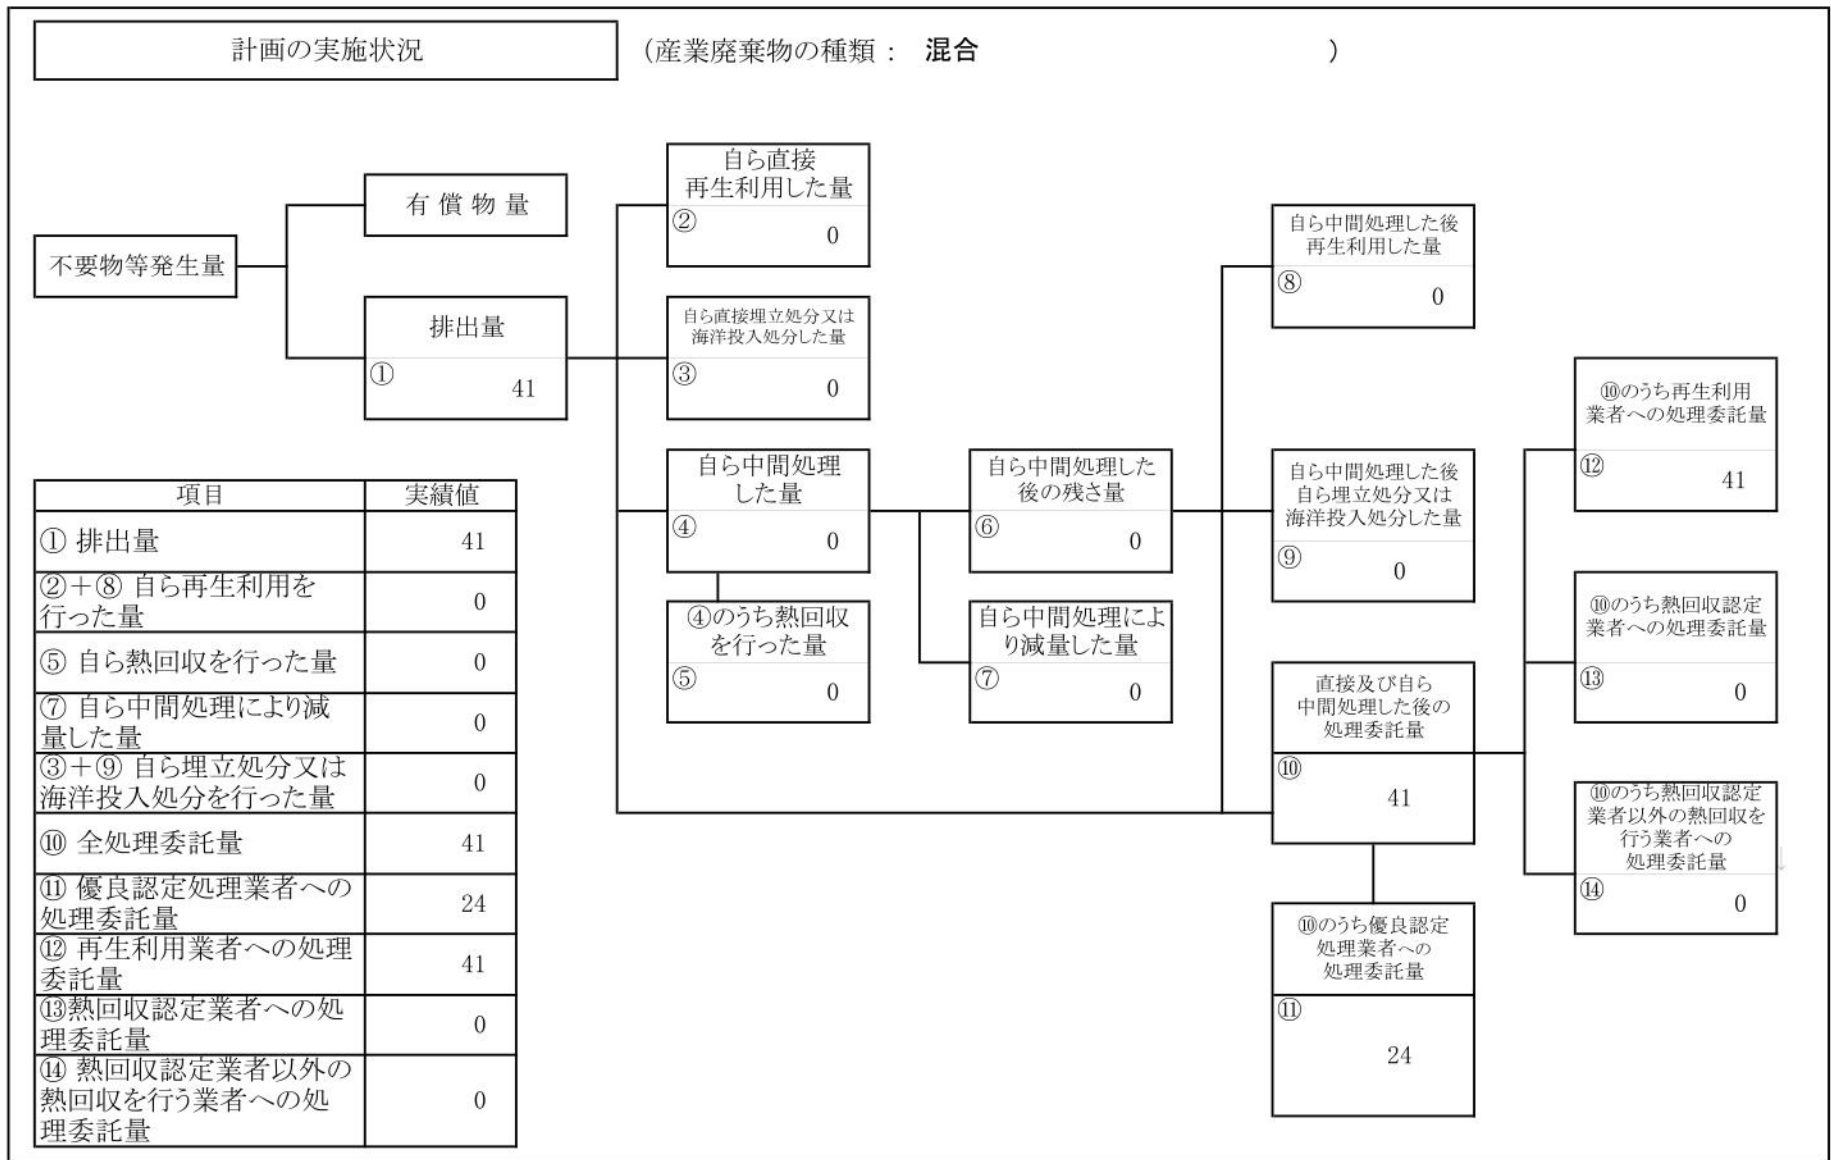 計画の実施状況
（産業廃棄物の種類： 混合 ）
不要物等発生量
有償物量
排出量
①
41
自ら直接
再生利用した量
②
0
自ら直接埋立処分又は
海洋投入処分した量
③
0
自ら中間処理
した量
④
0
④のうち熱回収
を行った量
⑤
0
自ら中間処理した
後の残さ量
⑥
0
自ら中間処理によ
り減量した量
⑦
0
自ら中間処理した後
再生利用した量
⑧
0
自ら中間処理した後
自ら埋立処分又は
海洋投入処分した量
⑨
0
直接及び自ら
中間処理した後の
処理委託量
⑩
41
⑩のうち優良認定
処理業者への
処理委託量
⑪
24
⑩のうち再生利用
業者への処理委託量
⑫
41
⑩のうち熱回収認定
業者への処理委託量
⑬
0
⑩のうち熱回収認定
業者以外の熱回収を
行う業者への
処理委託量
⑭
0
項目 実績値
① 排出量 41
②＋⑧ 自ら再生利用を
行った量 0
⑤ 自ら熱回収を行った量 0
⑦ 自ら中間処理により減
量した量 0
③＋⑨ 自ら埋立処分又は
海洋投入処分を行った量 0
⑩ 全処理委託量 41
⑪ 優良認定処理業者への
処理委託量 24
⑫ 再生利用業者への処理
委託量 41
⑬熱回収認定業者への処
理委託量 0
⑭ 熱回収認定業者以外の
熱回収を行う業者への処
理委託量 0